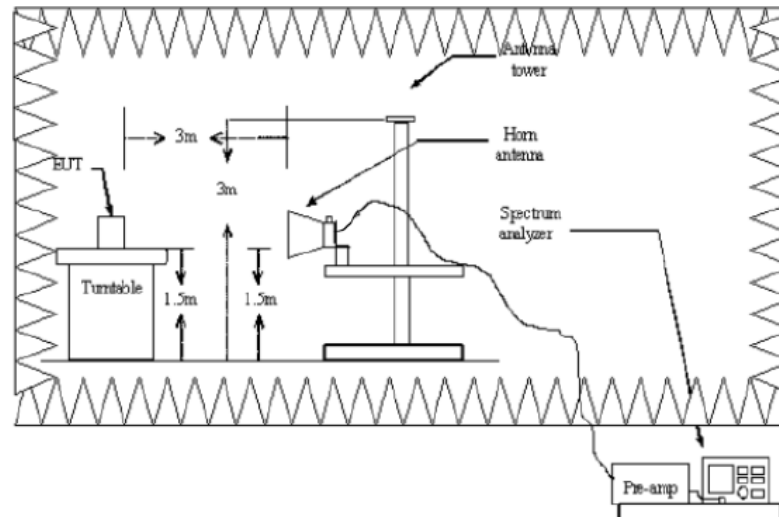 Antenna
tower
3m
Horn
antenna
EUT
3m
Spectrum
analyzer
Turntable
1.5m
1.5m
Pre-amp